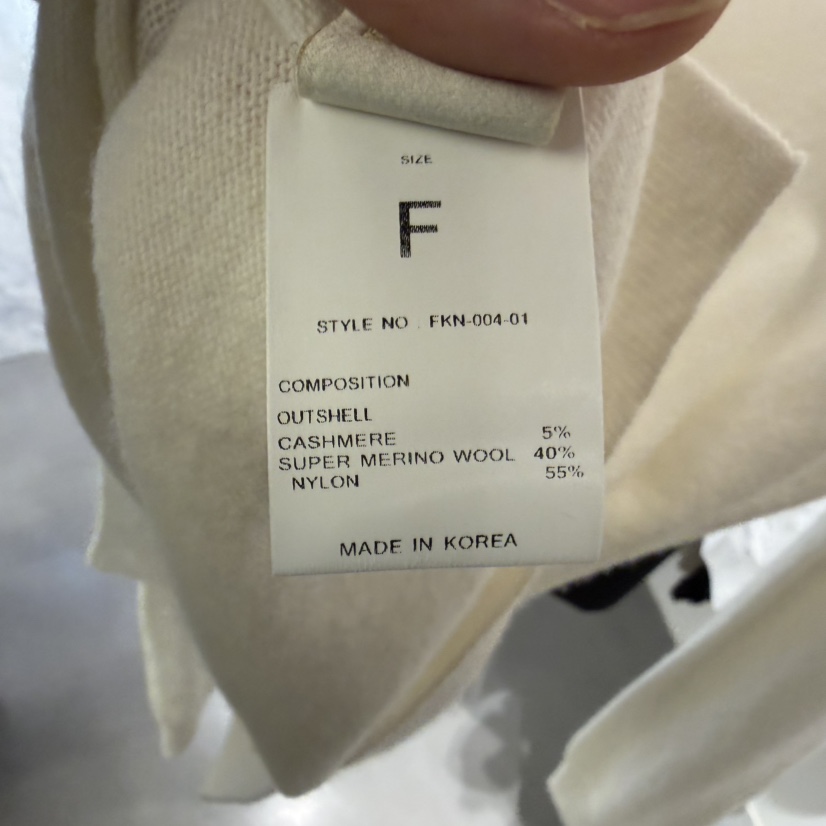 SIZE
F
STYLE NO . FKN-004-01
COMPOSITION
OUTSHELL
CASHMERE 5%
SUPER MERINO WOOL 40%
NYLON 55%
MADE IN KOREA